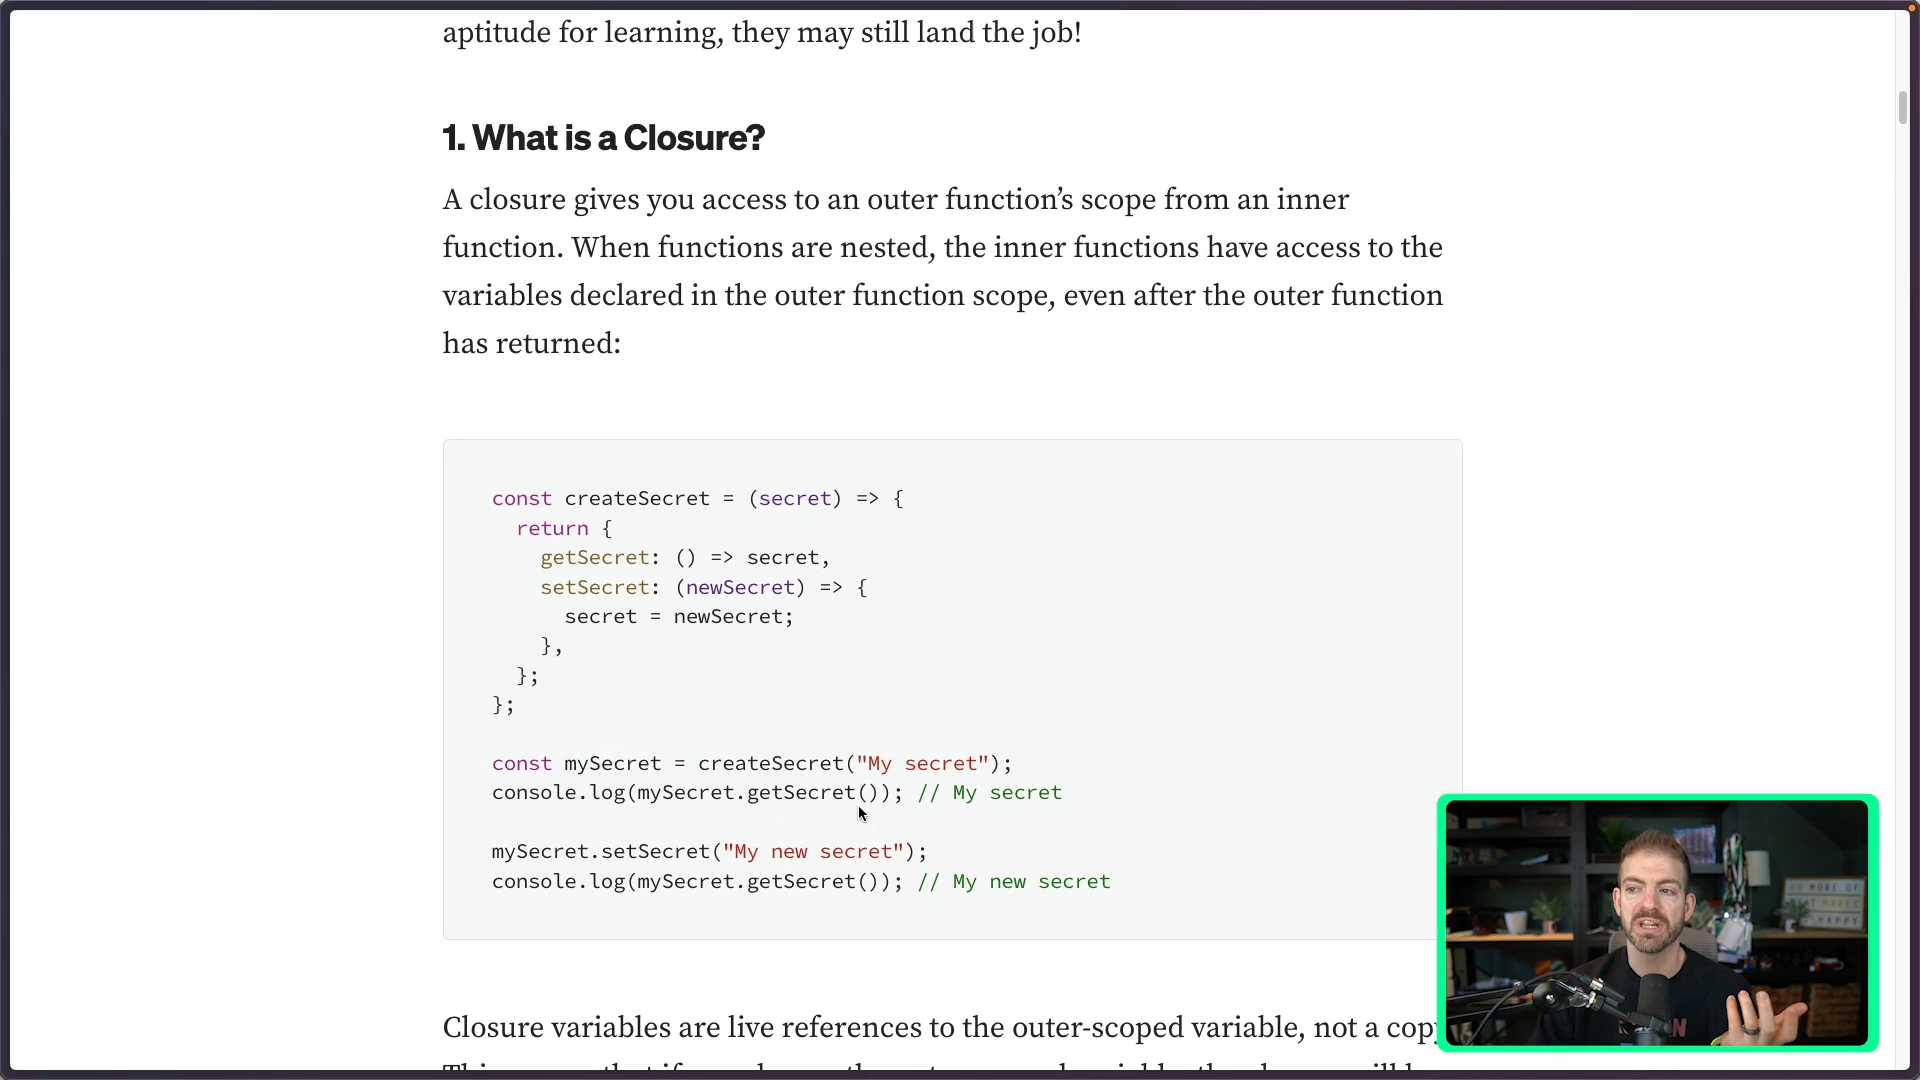 aptitude for learning, they may still land the job!
1. What is a Closure?
A closure gives you access to an outer function’s scope from an inner
function. When functions are nested, the inner functions have access to the
variables declared in the outer function scope, even after the outer function
has returned:
const createSecret = (secret) => {
  return {
    getSecret: () => secret,
    setSecret: (newSecret) => {
      secret = newSecret;
    },
  };
};
const mySecret = createSecret("My secret");
console.log(mySecret.getSecret()); // My secret
mySecret.setSecret("My new secret");
console.log(mySecret.getSecret()); // My new secret
MORE OF
HAPPY
Closure variables are live references to the outer-scoped variable, not a copy